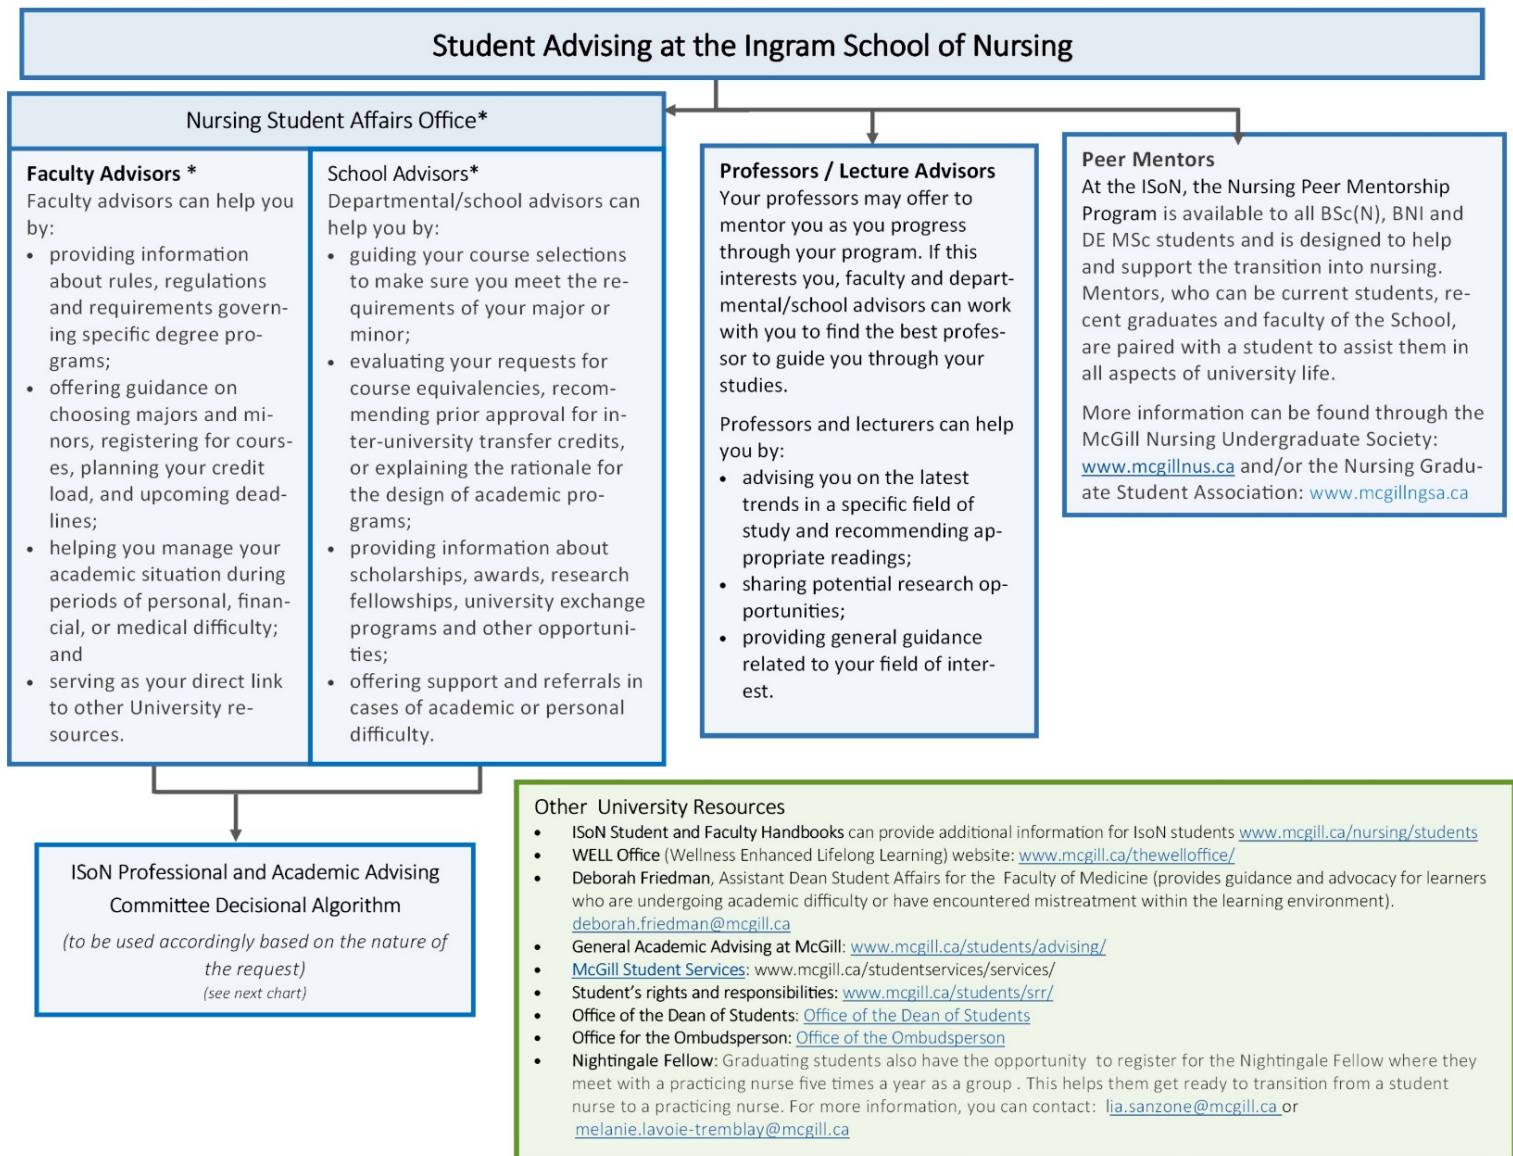 Student Advising at the Ingram School of Nursing
Nursing Student Affairs Office*
Faculty Advisors *
Faculty advisors can help you
by:
• providing information
about rules, regulations
and requirements govern-
ing specific degree pro-
grams;
• offering guidance on
choosing majors and mi-
nors, registering for cours-
es, planning your credit
load, and upcoming dead-
lines;
• helping you manage your
academic situation during
periods of personal, finan-
cial, or medical difficulty;
and
• serving as your direct link
to other University re-
sources.
School Advisors*
Departmental/school advisors can
help you by:
• guiding your course selections
to make sure you meet the re-
quirements of your major or
minor;
• evaluating your requests for
course equivalencies, recom-
mending prior approval for in-
ter-university transfer credits,
or explaining the rationale for
the design of academic pro-
grams;
• providing information about
scholarships, awards, research
fellowships, university exchange
programs and other opportuni-
ties;
• offering support and referrals in
cases of academic or personal
difficulty.
Professors / Lecture Advisors
Your professors may offer to
mentor you as you progress
through your program. If this
interests you, faculty and depart-
mental/school advisors can work
with you to find the best profes-
sor to guide you through your
studies.
Professors and lecturers can help
you by:
• advising you on the latest
trends in a specific field of
study and recommending ap-
propriate readings;
• sharing potential research op-
portunities;
• providing general guidance
related to your field of inter-
est.
Peer Mentors
At the ISoN, the Nursing Peer Mentorship
Program is available to all BSc(N), BNI and
DE MSc students and is designed to help
and support the transition into nursing.
Mentors, who can be current students, re-
cent graduates and faculty of the School,
are paired with a student to assist them in
all aspects of university life.
More information can be found through the
McGill Nursing Undergraduate Society:
www.mcgillnus.ca and/or the Nursing Gradu-
ate Student Association: www.mcgillngsa.ca
ISoN Professional and Academic Advising
Committee Decisional Algorithm
(to be used accordingly based on the nature of
the request)
(see next chart)
Other University Resources
• ISoN Student and Faculty Handbooks can provide additional information for IsoN students www.mcgill.ca/nursing/students
• WELL Office (Wellness Enhanced Lifelong Learning) website: www.mcgill.ca/thewelloffice/
• Deborah Friedman, Assistant Dean Student Affairs for the Faculty of Medicine (provides guidance and advocacy for learners
who are undergoing academic difficulty or have encountered mistreatment within the learning environment).
deborah.friedman@mcgill.ca
• General Academic Advising at McGill: www.mcgill.ca/students/advising/
• McGill Student Services: www.mcgill.ca/studentservices/services/
• Student's rights and responsibilities: www.mcgill.ca/students/srr/
• Office of the Dean of Students: Office of the Dean of Students
• Office for the Ombudsperson: Office of the Ombudsperson
• Nightingale Fellow: Graduating students also have the opportunity to register for the Nightingale Fellow where they
meet with a practicing nurse five times a year as a group . This helps them get ready to transition from a student
nurse to a practicing nurse. For more information, you can contact: lia.sanzone@mcgill.ca or
melanie.lavoie-tremblay@mcgill.ca